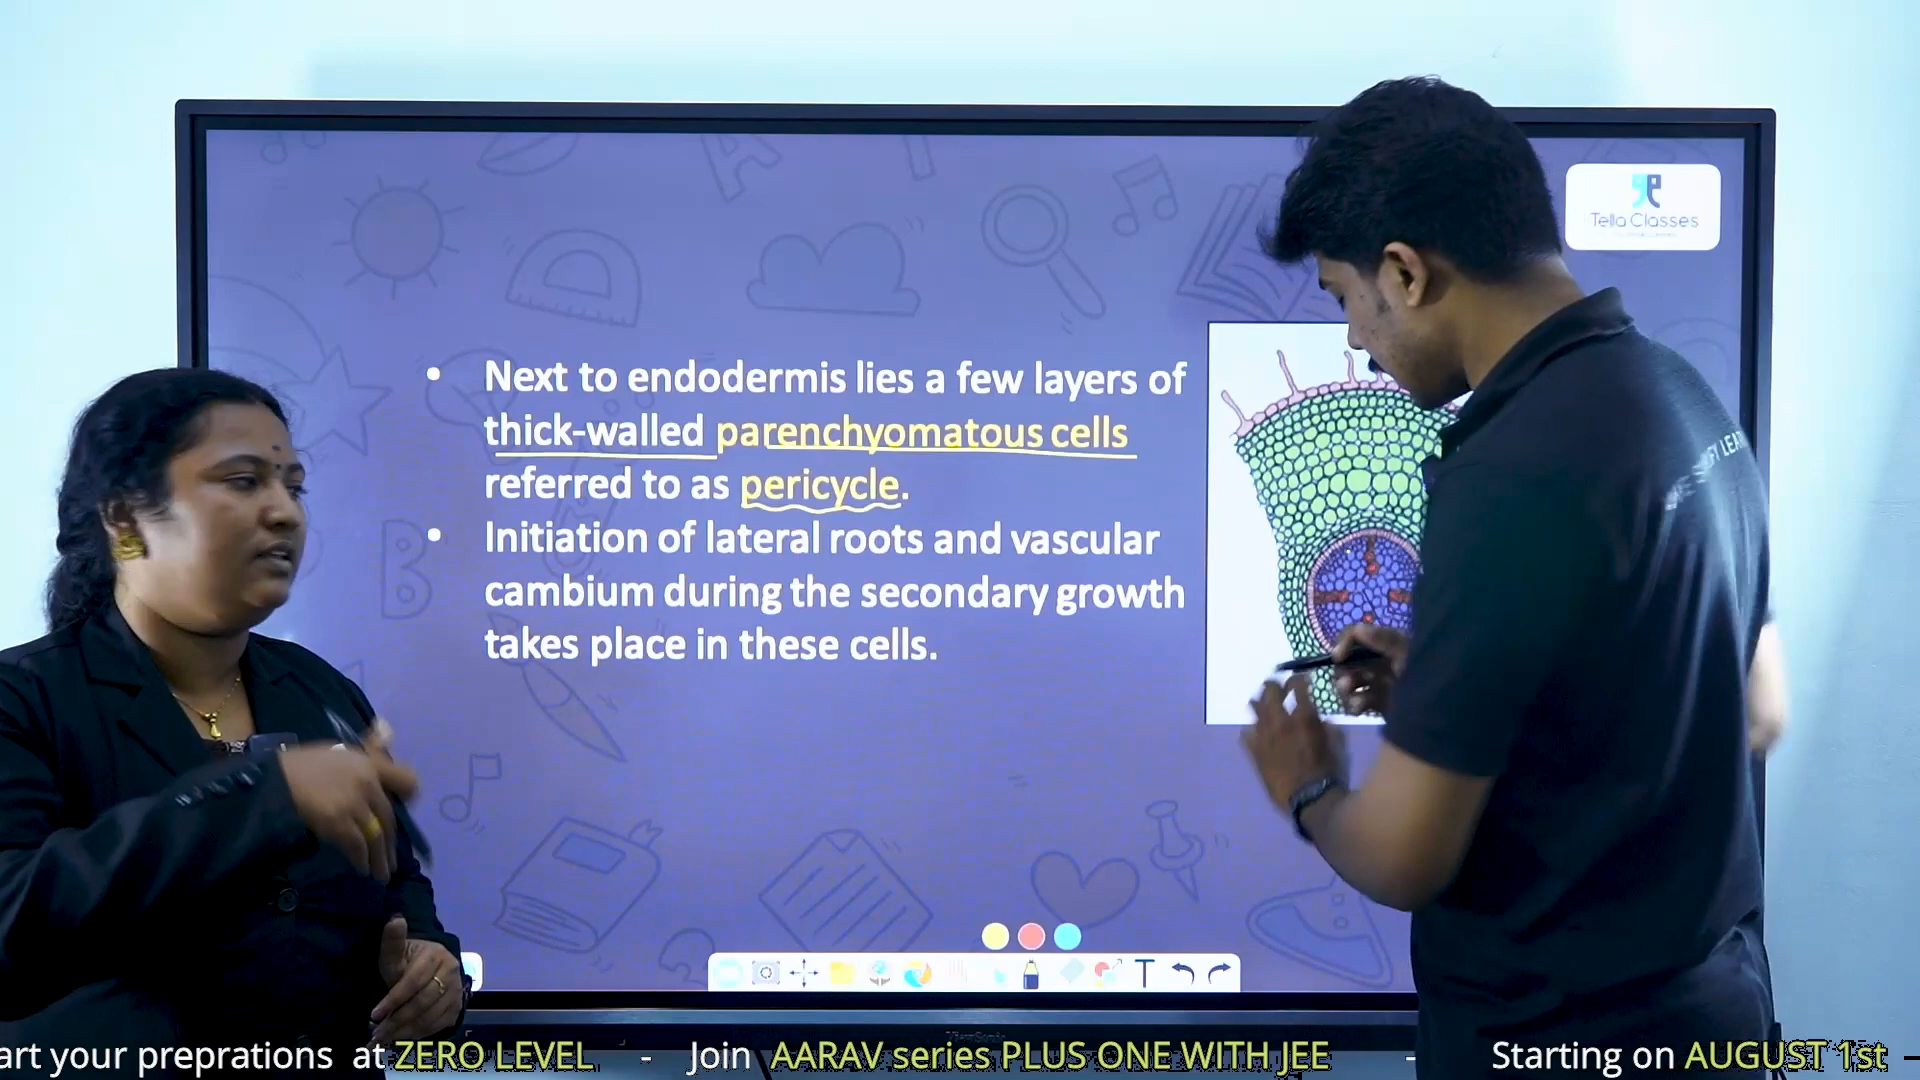 Tella Classes
• Next to endodermis lies a few layers of
thick-walled parenchyomatous cells
referred to as pericycle.
• Initiation of lateral roots and vascular
cambium during the secondary growth
takes place in these cells.
T
art your preprations at ZERO LEVEL - Join AARAV series PLUS ONE WITH JEE - Starting on AUGUST 1st -